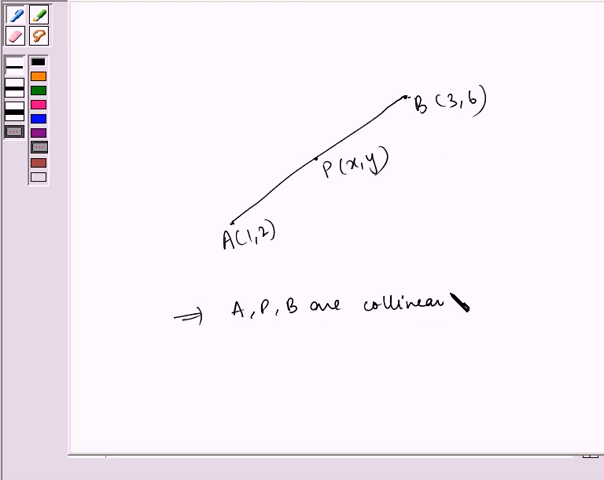 B (3,6)
P (x,y)
A(1,2)
⇒ A, P, B are collinear